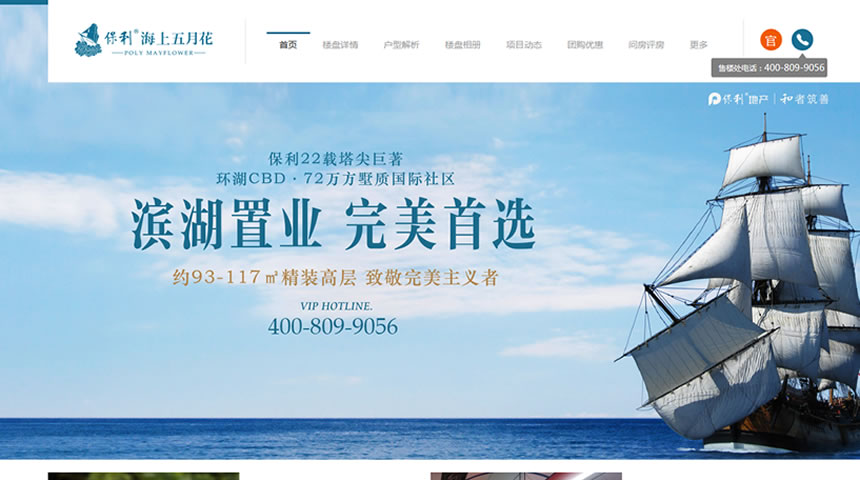 保利® 海上五月花
POLY MAYFLOWER
首页 楼盘详情 户型解析 楼盘相册 项目动态 团购优惠 问房评房 更多
官
售楼处电话：400-809-9056
保利®地产 | 和者筑善
保利22载塔尖巨著
环湖CBD·72万方墅质国际社区
滨湖置业 完美首选
约93-117㎡精装高层 致敬完美主义者
VIP HOTLINE.
400-809-9056